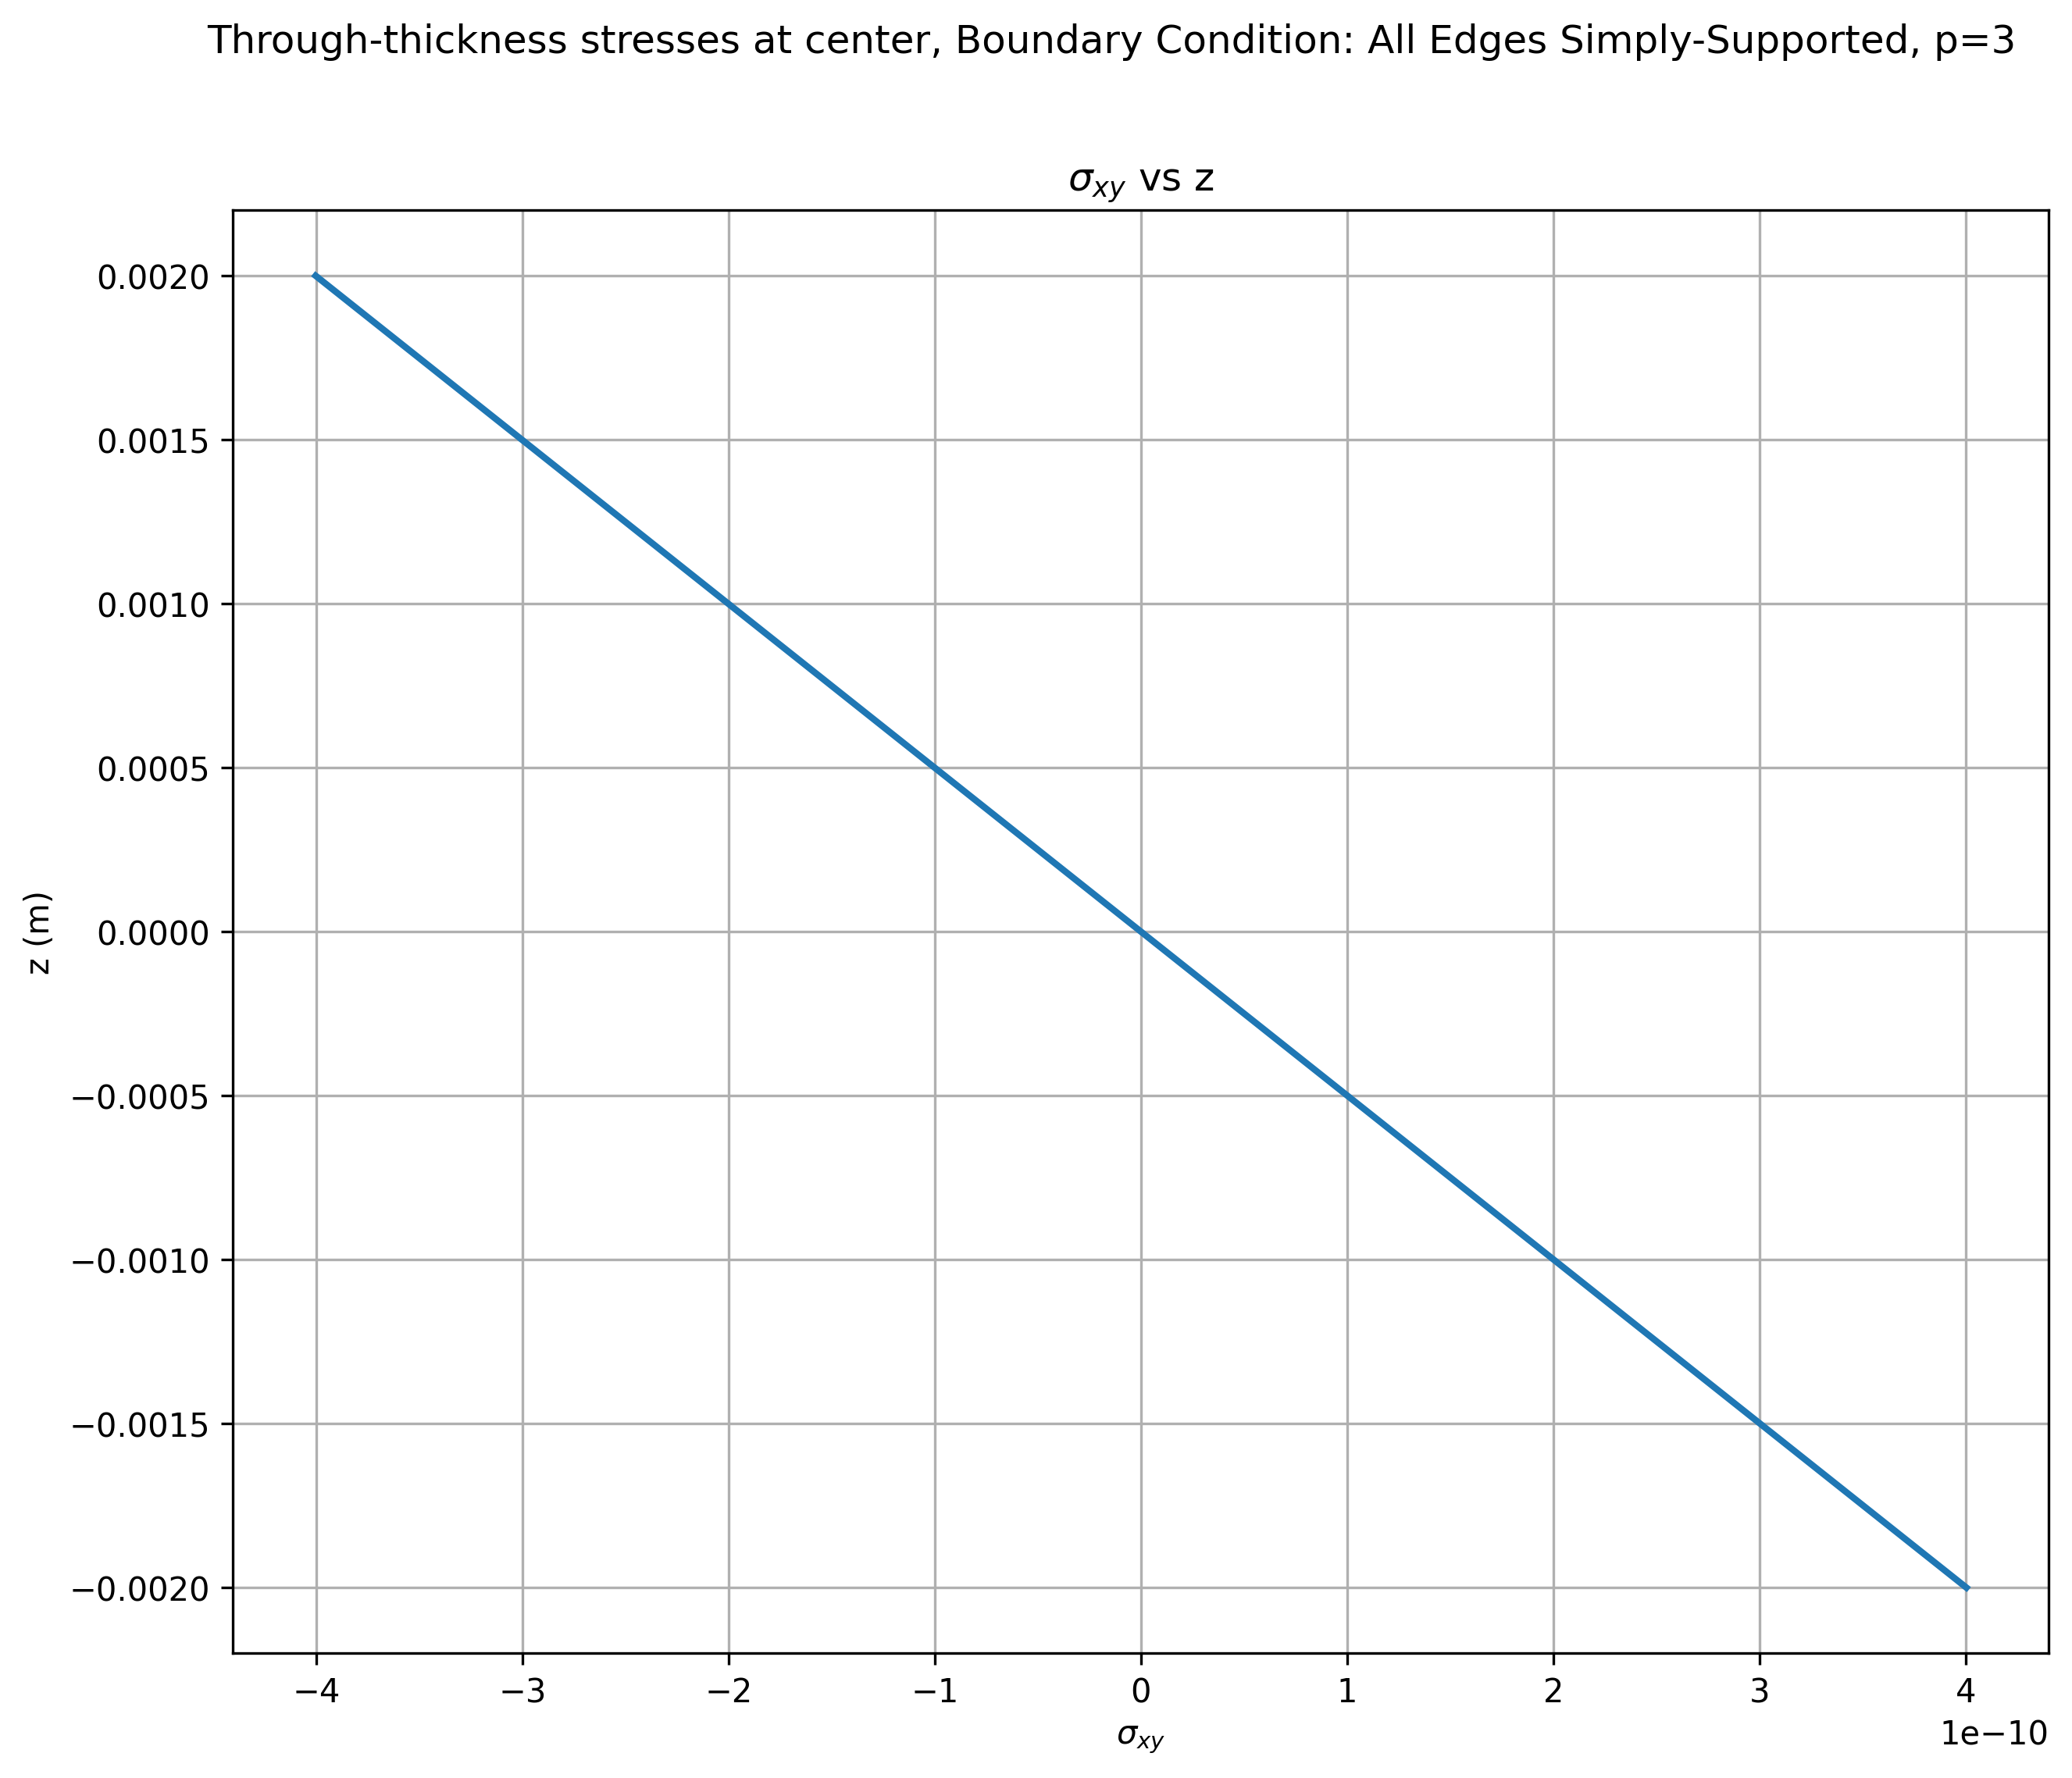 Through-thickness stresses at center, Boundary Condition: All Edges Simply-Supported, p=3
σxy vs z
z (m)
0.0020
0.0015
0.0010
0.0005
0.0000
−0.0005
−0.0010
−0.0015
−0.0020
−4 −3 −2 −1 0 1 2 3 4
σxy
1e−10